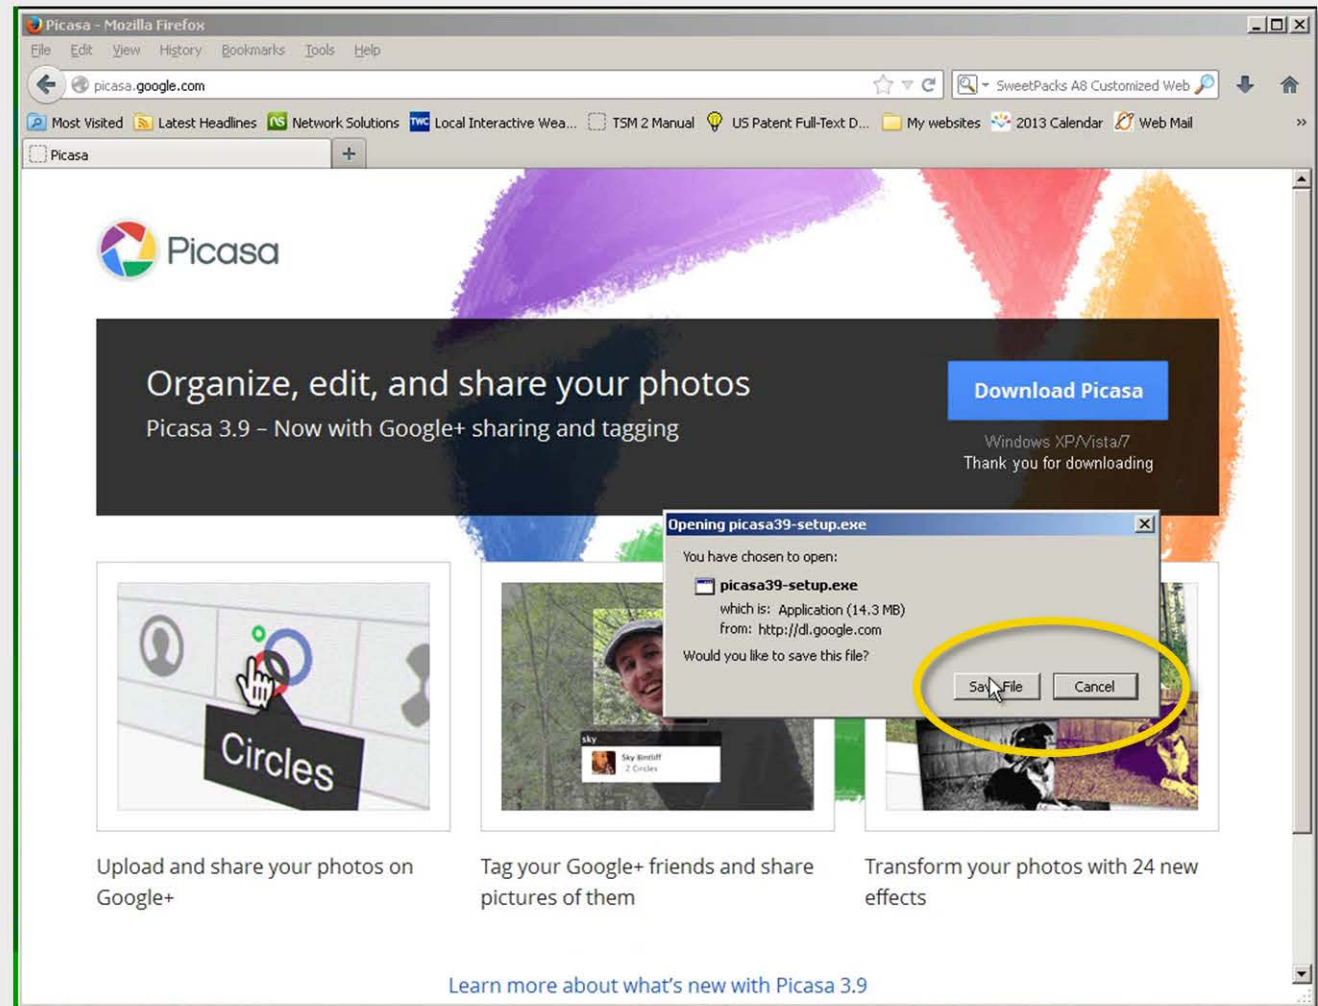 Picasa - Mozilla Firefox
File Edit View History Bookmarks Tools Help
picasa.google.com
SweetPacks A8 Customized Web
Most Visited Latest Headlines Network Solutions Local Interactive Wea... TSM 2 Manual US Patent Full-Text D... My websites 2013 Calendar Web Mail »
Picasa +
Picasa
Organize, edit, and share your photos
Picasa 3.9 – Now with Google+ sharing and tagging
Download Picasa
Windows XP/Vista/7
Thank you for downloading
Opening picasa39-setup.exe
You have chosen to open:
picasa39-setup.exe
which is: Application (14.3 MB)
from: http://dl.google.com
Would you like to save this file?
Save File Cancel
Circles
sky
2 Circles
Upload and share your photos on
Google+
Tag your Google+ friends and share
pictures of them
Transform your photos with 24 new
effects
Learn more about what's new with Picasa 3.9